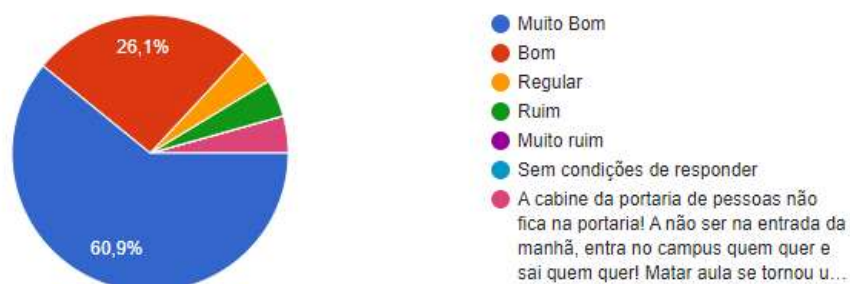 26,1%
60,9%
Muito Bom
Bom
Regular
Ruim
Muito ruim
Sem condições de responder
A cabine da portaria de pessoas não
fica na portaria! A não ser na entrada da
manhã, entra no campus quem quer e
sai quem quer! Matar aula se tornou u...